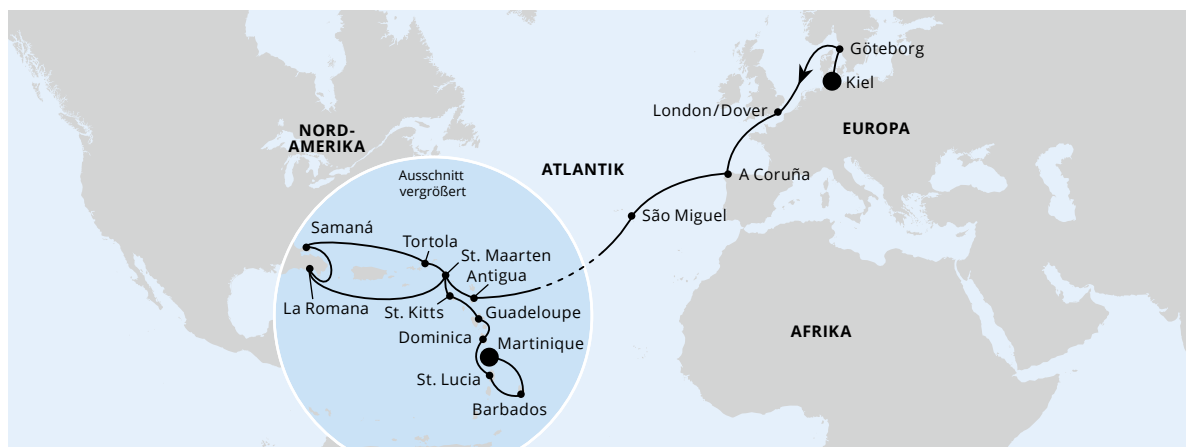 Göteborg
Kiel
London/Dover
NORD-
AMERIKA
EUROPA
ATLANTIK
Ausschnitt
vergrößert
A Coruña
São Miguel
Samaná
Tortola
St. Maarten
Antigua
La Romana
St. Kitts
Guadeloupe
Dominica
Martinique
AFRIKA
St. Lucia
Barbados